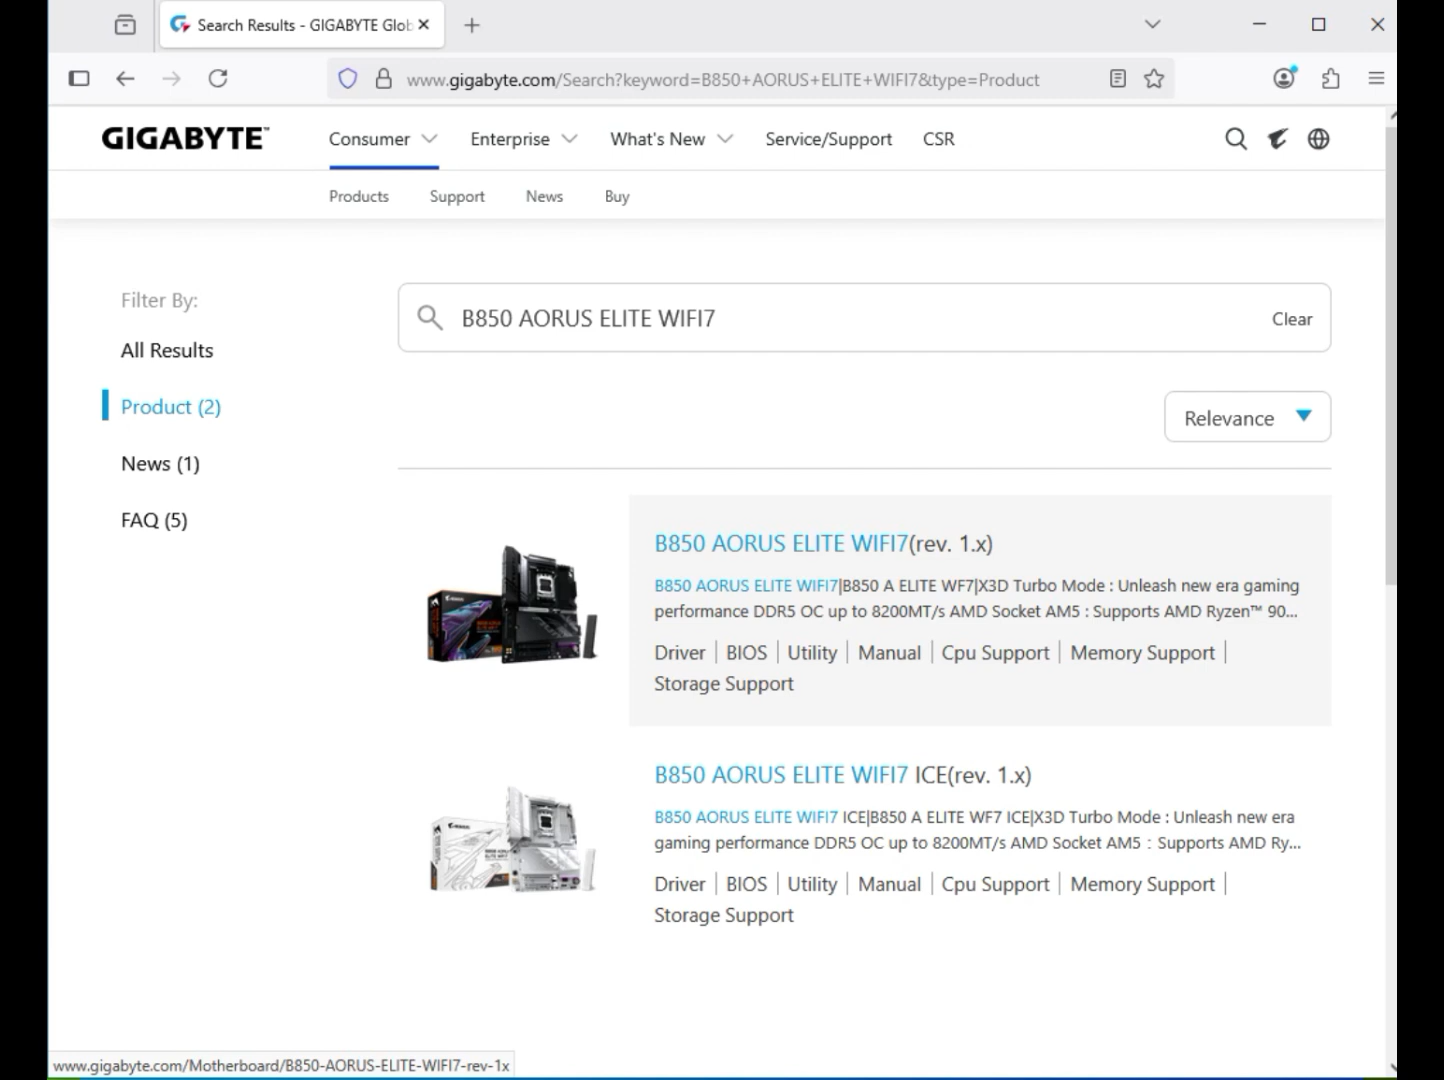 Search Results - GIGABYTE Glob
www.gigabyte.com/Search?keyword=B850+AORUS+ELITE+WIFI7&type=Product
GIGABYTE™
Consumer
Enterprise
What's New
Service/Support
CSR
Products
Support
News
Buy
Filter By:
All Results
Product (2)
News (1)
FAQ (5)
B850 AORUS ELITE WIFI7
Clear
Relevance
B850 AORUS ELITE WIFI7(rev. 1.x)
B850 AORUS ELITE WIFI7|B850 A ELITE WF7|X3D Turbo Mode : Unleash new era gaming
performance DDR5 OC up to 8200MT/s AMD Socket AM5 : Supports AMD Ryzen™ 90...
Driver | BIOS | Utility | Manual | Cpu Support | Memory Support |
Storage Support
B850 AORUS ELITE WIFI7 ICE(rev. 1.x)
B850 AORUS ELITE WIFI7 ICE|B850 A ELITE WF7 ICE|X3D Turbo Mode : Unleash new era
gaming performance DDR5 OC up to 8200MT/s AMD Socket AM5：Supports AMD Ry...
Driver | BIOS | Utility | Manual | Cpu Support | Memory Support |
Storage Support
www.gigabyte.com/Motherboard/B850-AORUS-ELITE-WIFI7-rev-1x